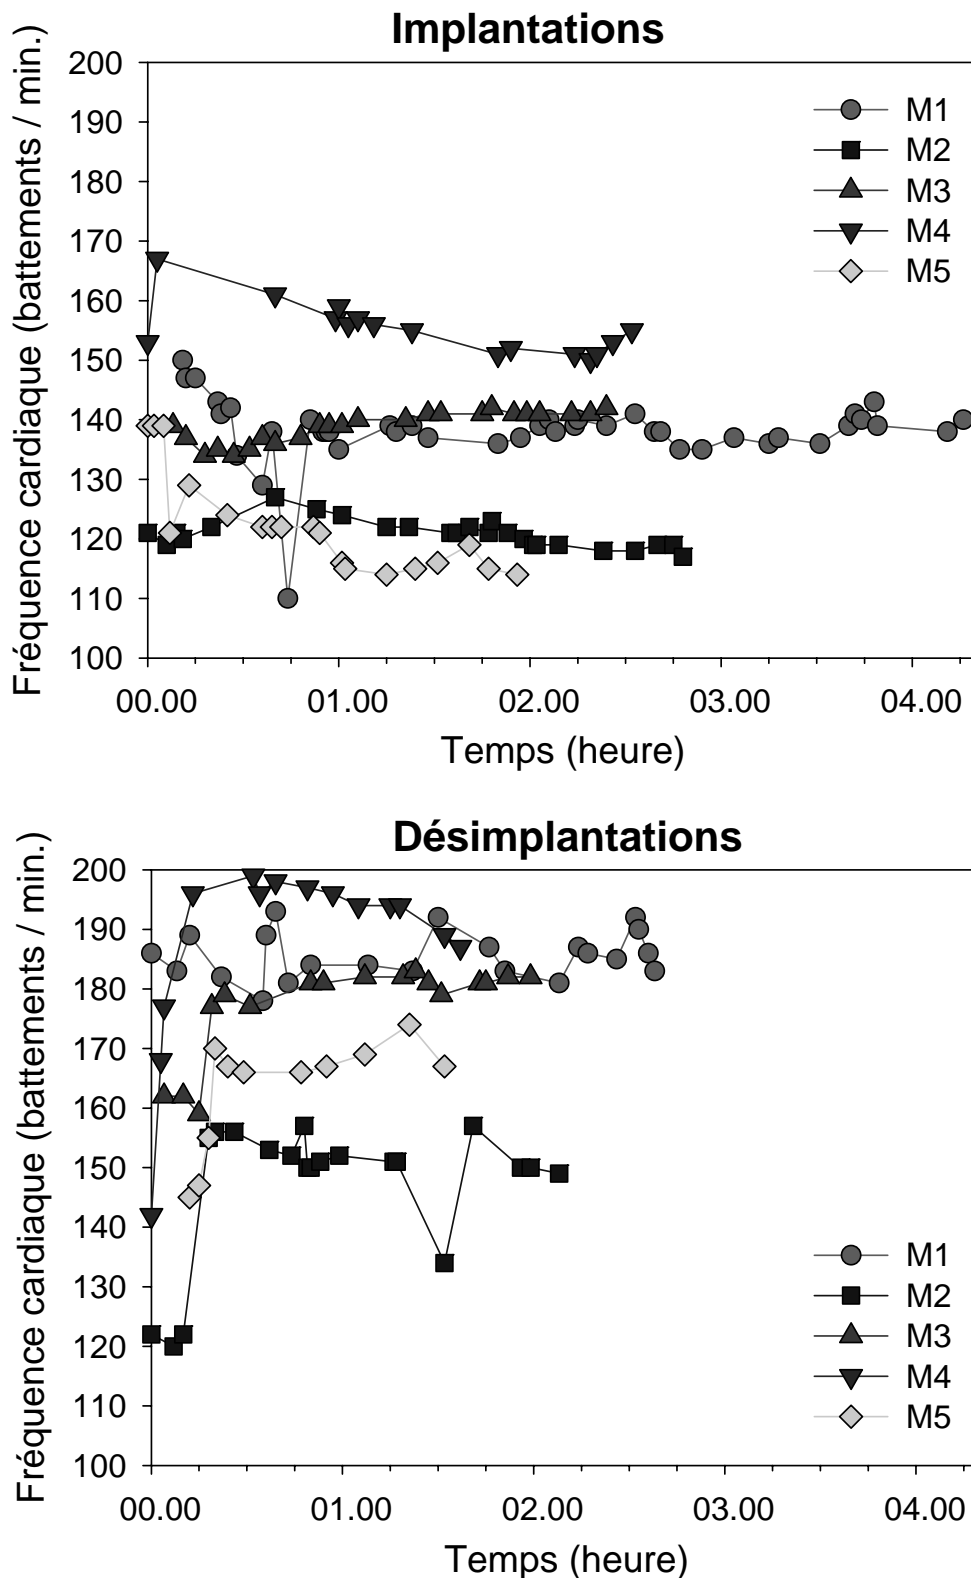 Implantations
Fréquence cardiaque (battements / min.)
200
190
180
170
160
150
140
130
120
110
100
M1
M2
M3
M4
M5
00.00 01.00 02.00 03.00 04.00
Temps (heure)
Désimplantations
Fréquence cardiaque (battements / min.)
200
190
180
170
160
150
140
130
120
110
100
M1
M2
M3
M4
M5
00.00 01.00 02.00 03.00 04.00
Temps (heure)